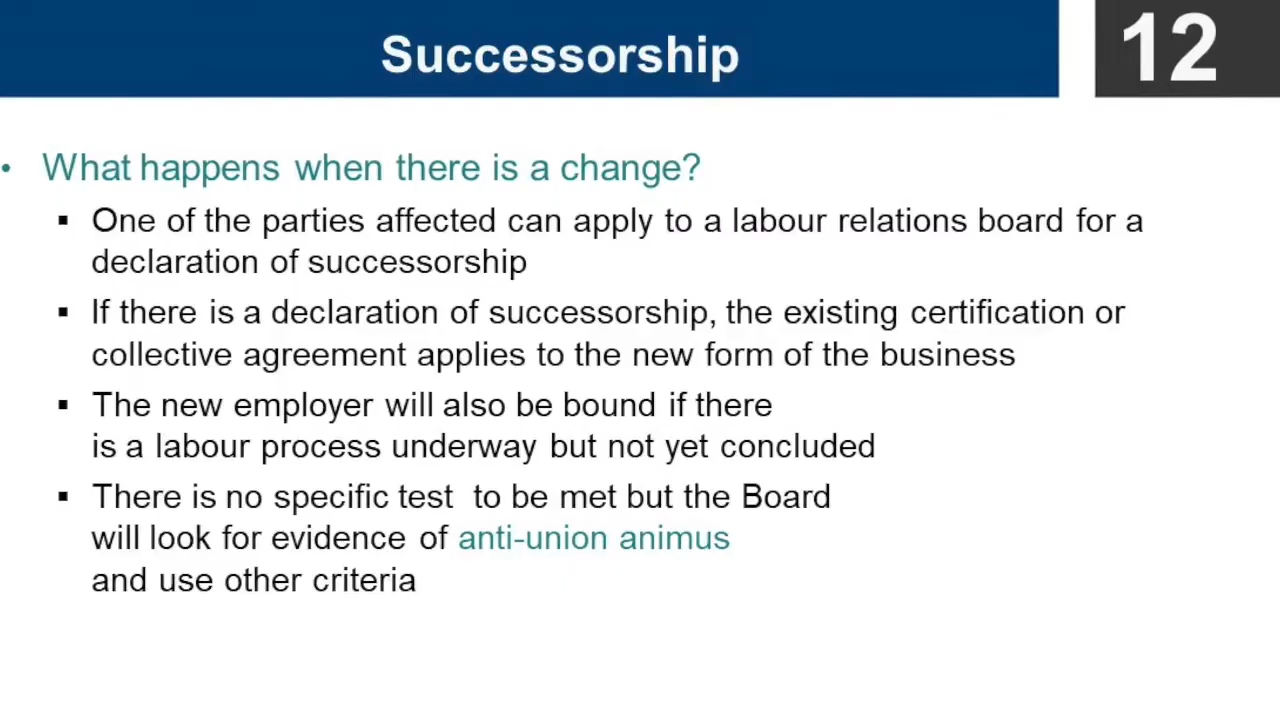 Successorship
12
• What happens when there is a change?
▪ One of the parties affected can apply to a labour relations board for a
declaration of successorship
▪ If there is a declaration of successorship, the existing certification or
collective agreement applies to the new form of the business
▪ The new employer will also be bound if there
is a labour process underway but not yet concluded
▪ There is no specific test  to be met but the Board
will look for evidence of anti-union animus
and use other criteria